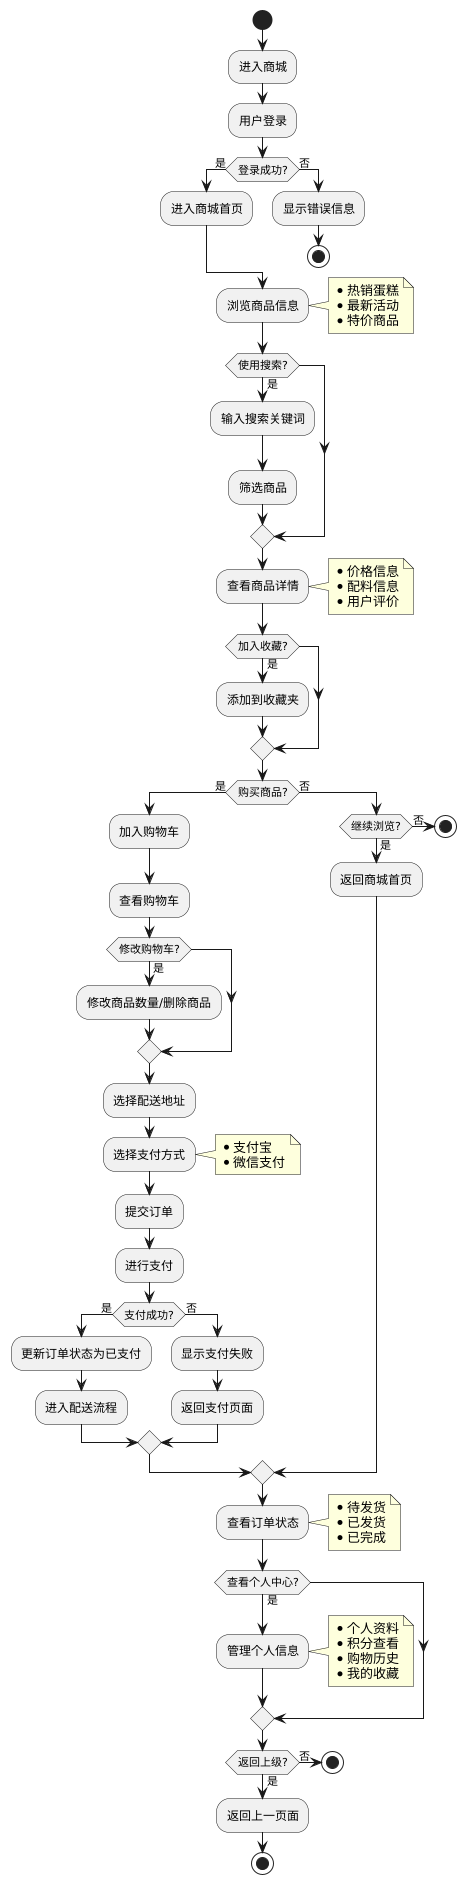 进入商城
用户登录
登录成功?
是
否
进入商城首页
显示错误信息
浏览商品信息
● 热销蛋糕
● 最新活动
● 特价商品
使用搜索?
是
输入搜索关键词
筛选商品
查看商品详情
● 价格信息
● 配料信息
● 用户评价
加入收藏?
是
添加到收藏夹
购买商品?
是
否
加入购物车
查看购物车
修改购物车?
是
修改商品数量/删除商品
选择配送地址
选择支付方式
● 支付宝
● 微信支付
提交订单
进行支付
支付成功?
是
否
更新订单状态为已支付
进入配送流程
显示支付失败
返回支付页面
继续浏览?
否
是
返回商城首页
查看订单状态
● 待发货
● 已发货
● 已完成
查看个人中心?
是
管理个人信息
● 个人资料
● 积分查看
● 购物历史
● 我的收藏
返回上级?
否
是
返回上一页面